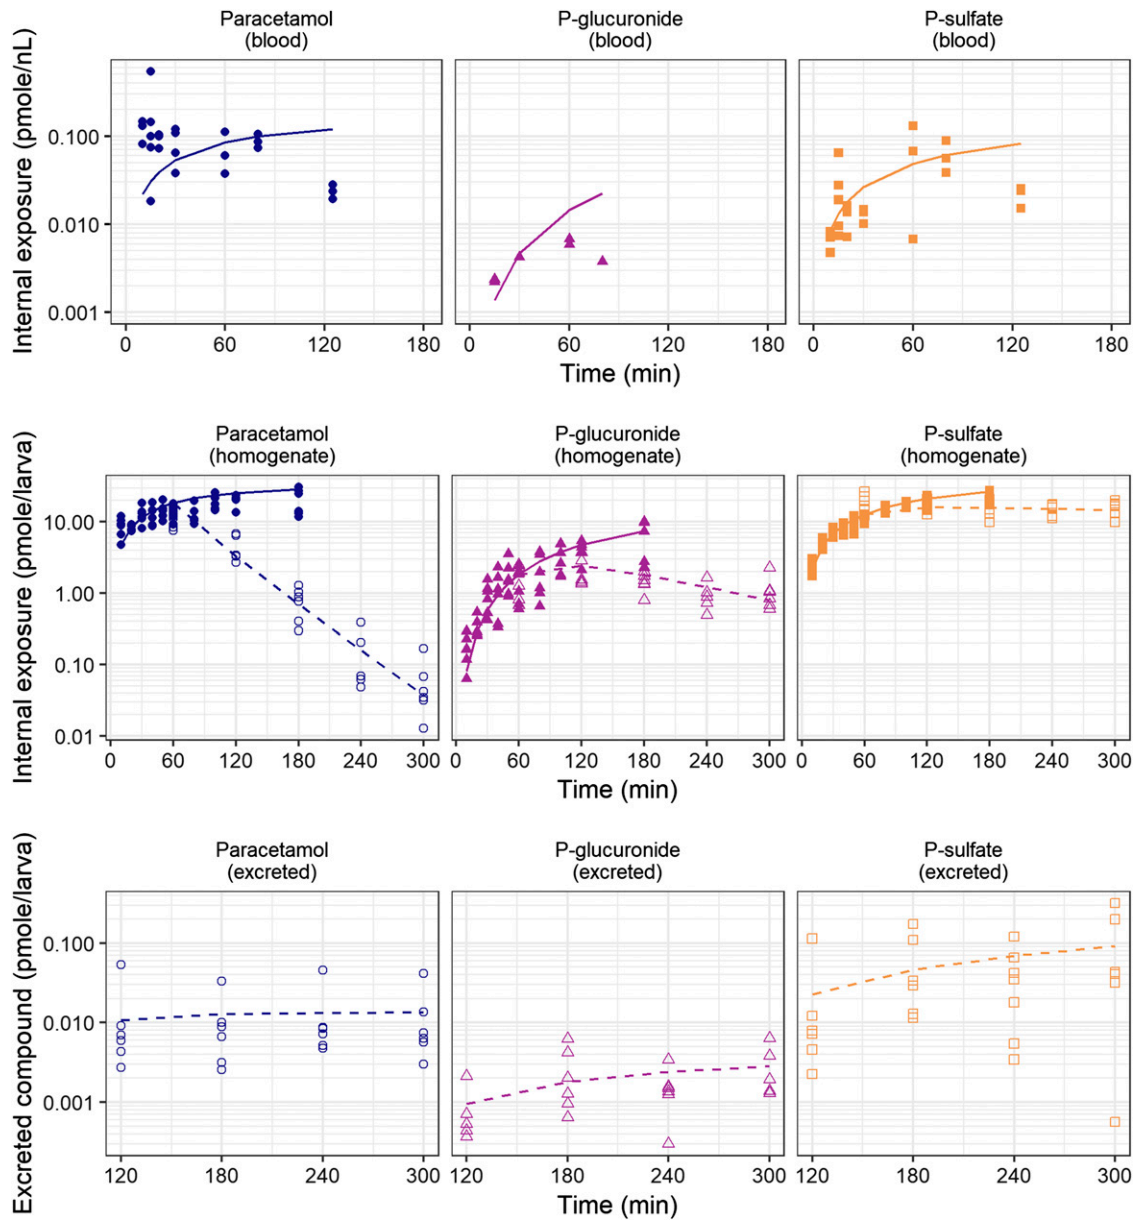 Paracetamol
(blood)
P-glucuronide
(blood)
P-sulfate
(blood)
Internal exposure (pmole/nL)
0.100
0.010
0.001
0 60 120 180
0 60 120 180
0 60 120 180
Time (min)
Paracetamol
(homogenate)
P-glucuronide
(homogenate)
P-sulfate
(homogenate)
Internal exposure (pmole/larva)
10.00
1.00
0.10
0.01
0 60 120 180 240 300
0 60 120 180 240 300
0 60 120 180 240 300
Time (min)
Paracetamol
(excreted)
P-glucuronide
(excreted)
P-sulfate
(excreted)
Excreted compound (pmole/larva)
0.100
0.010
0.001
120 180 240 300
120 180 240 300
120 180 240 300
Time (min)